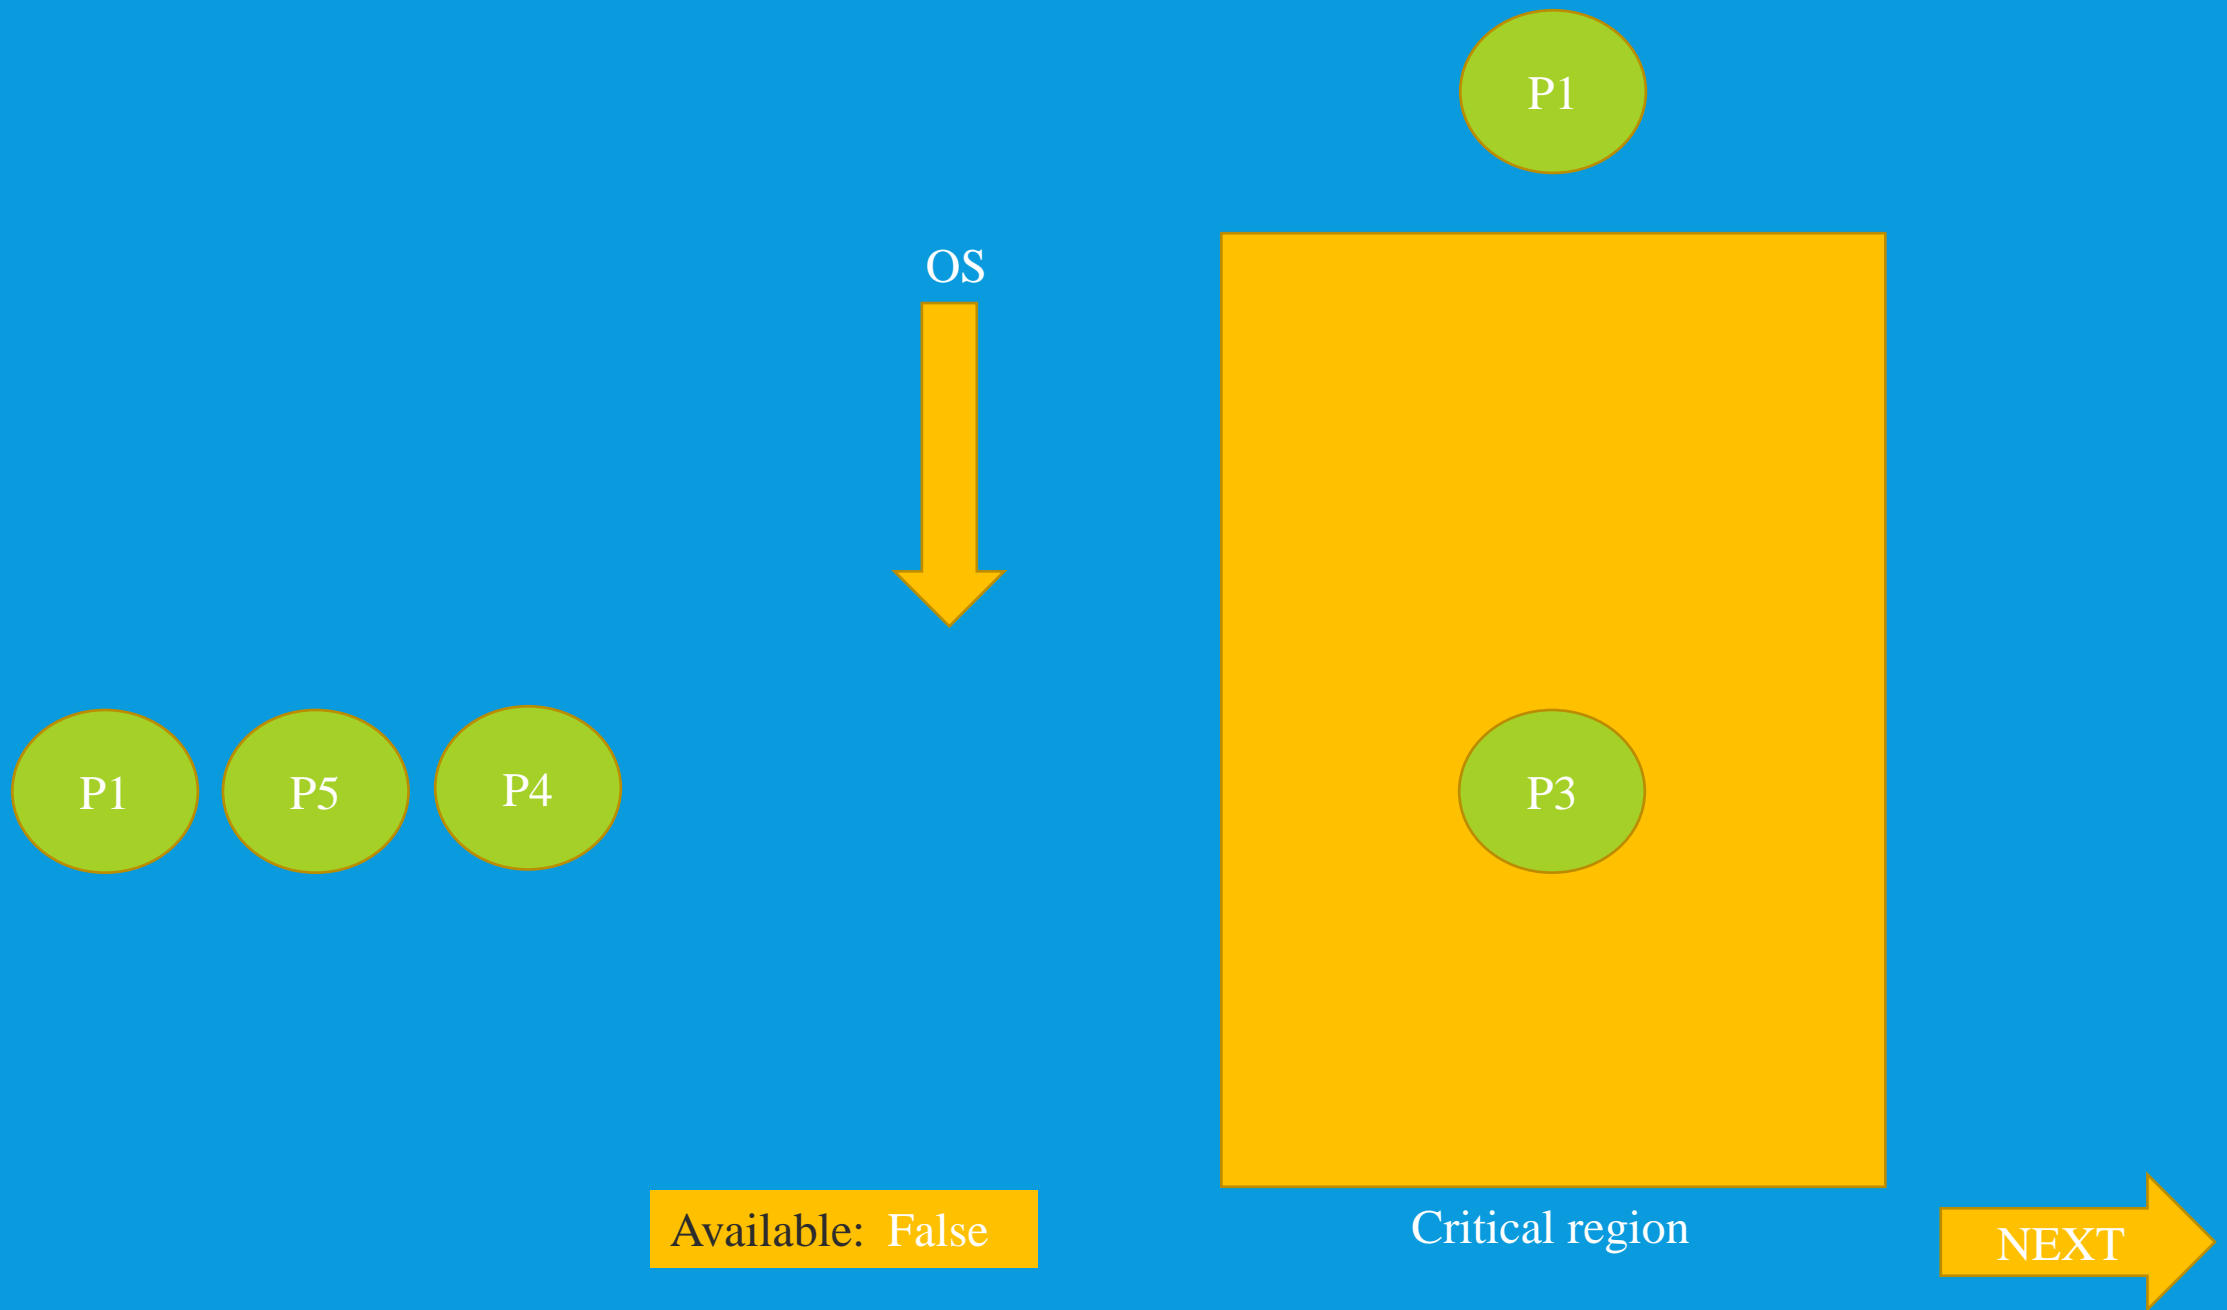 P1
OS
P1
P5
P4
P3
Available: False
Critical region
NEXT